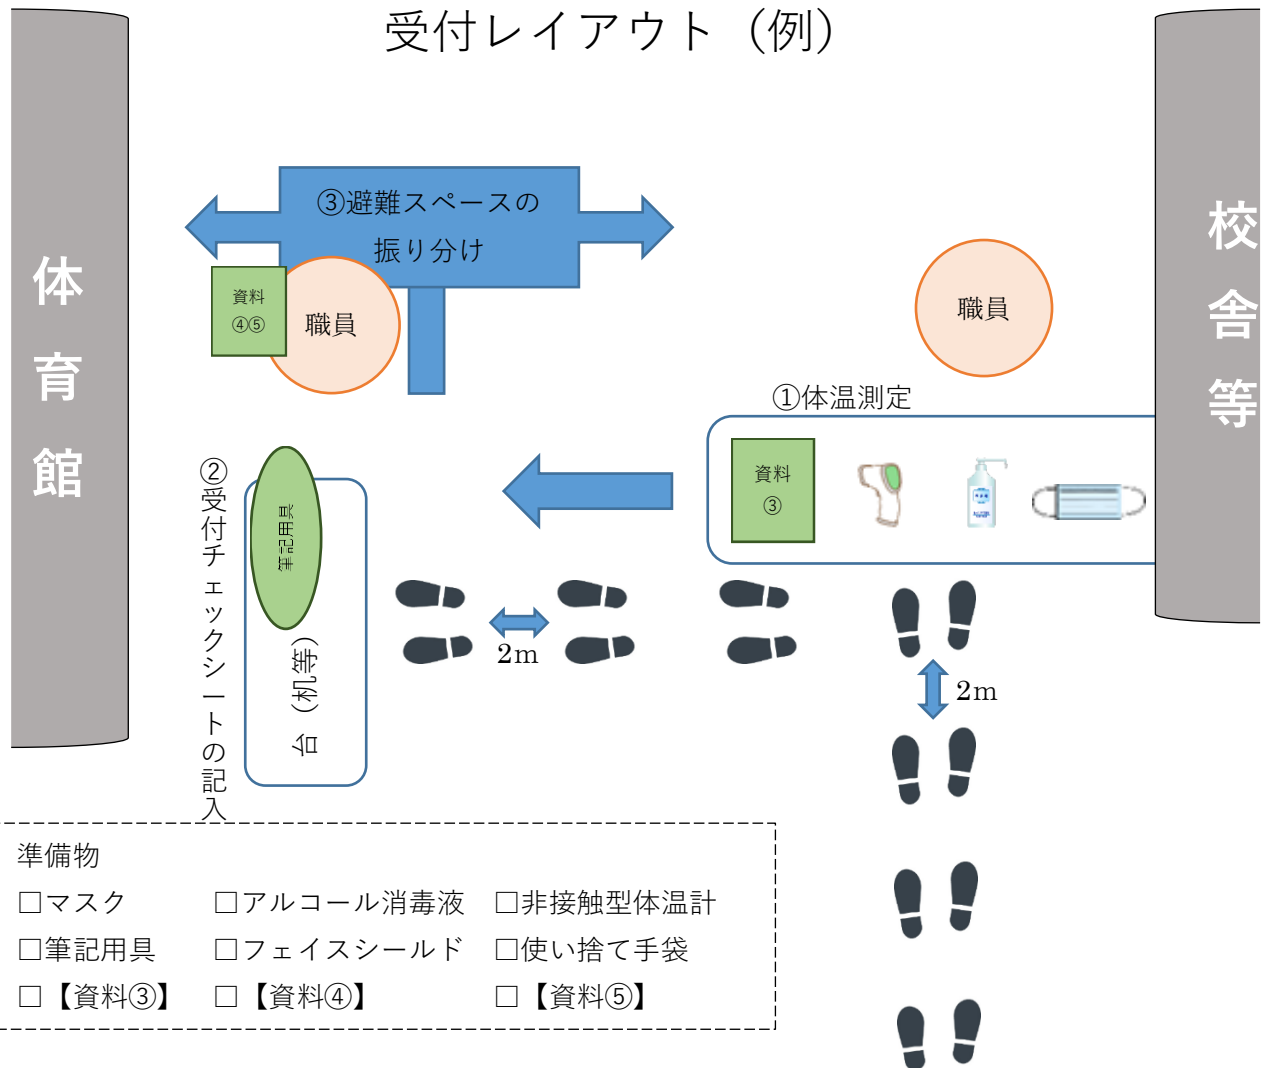 受付レイアウト（例）
体育館
校舎等
③避難スペースの
振り分け
資料
④⑤
職員
職員
①体温測定
資料
③
②受付チェックシートの記入
筆記用具
台（机等）
2m
2m
準備物
□マスク　□アルコール消毒液　□非接触型体温計
□筆記用具　□フェイスシールド　□使い捨て手袋
□【資料③】　□【資料④】　□【資料⑤】